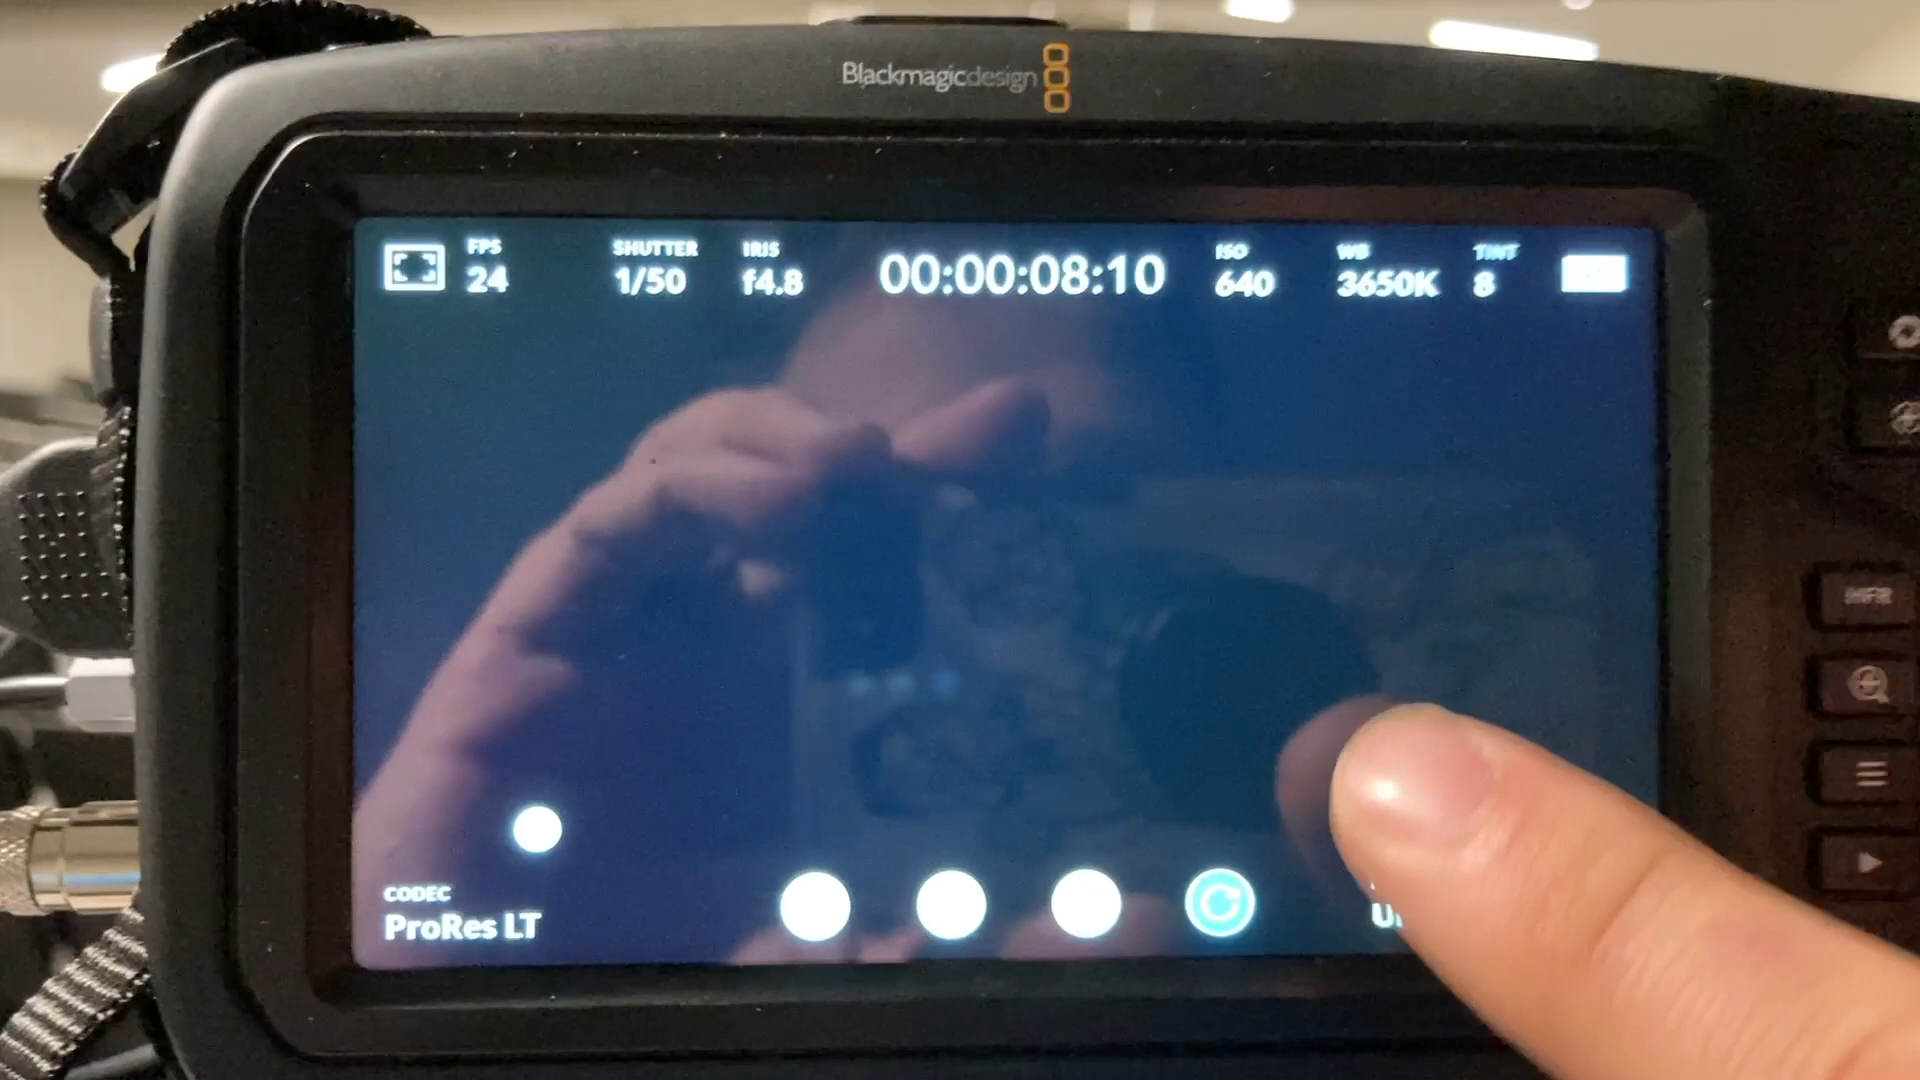 Blackmagicdesign
FPS
24
SHUTTER
1/50
IRIS
f4.8
00:00:08:10
ISO
640
WB
3650K
TINT
8
HFR
CODEC
ProRes LT